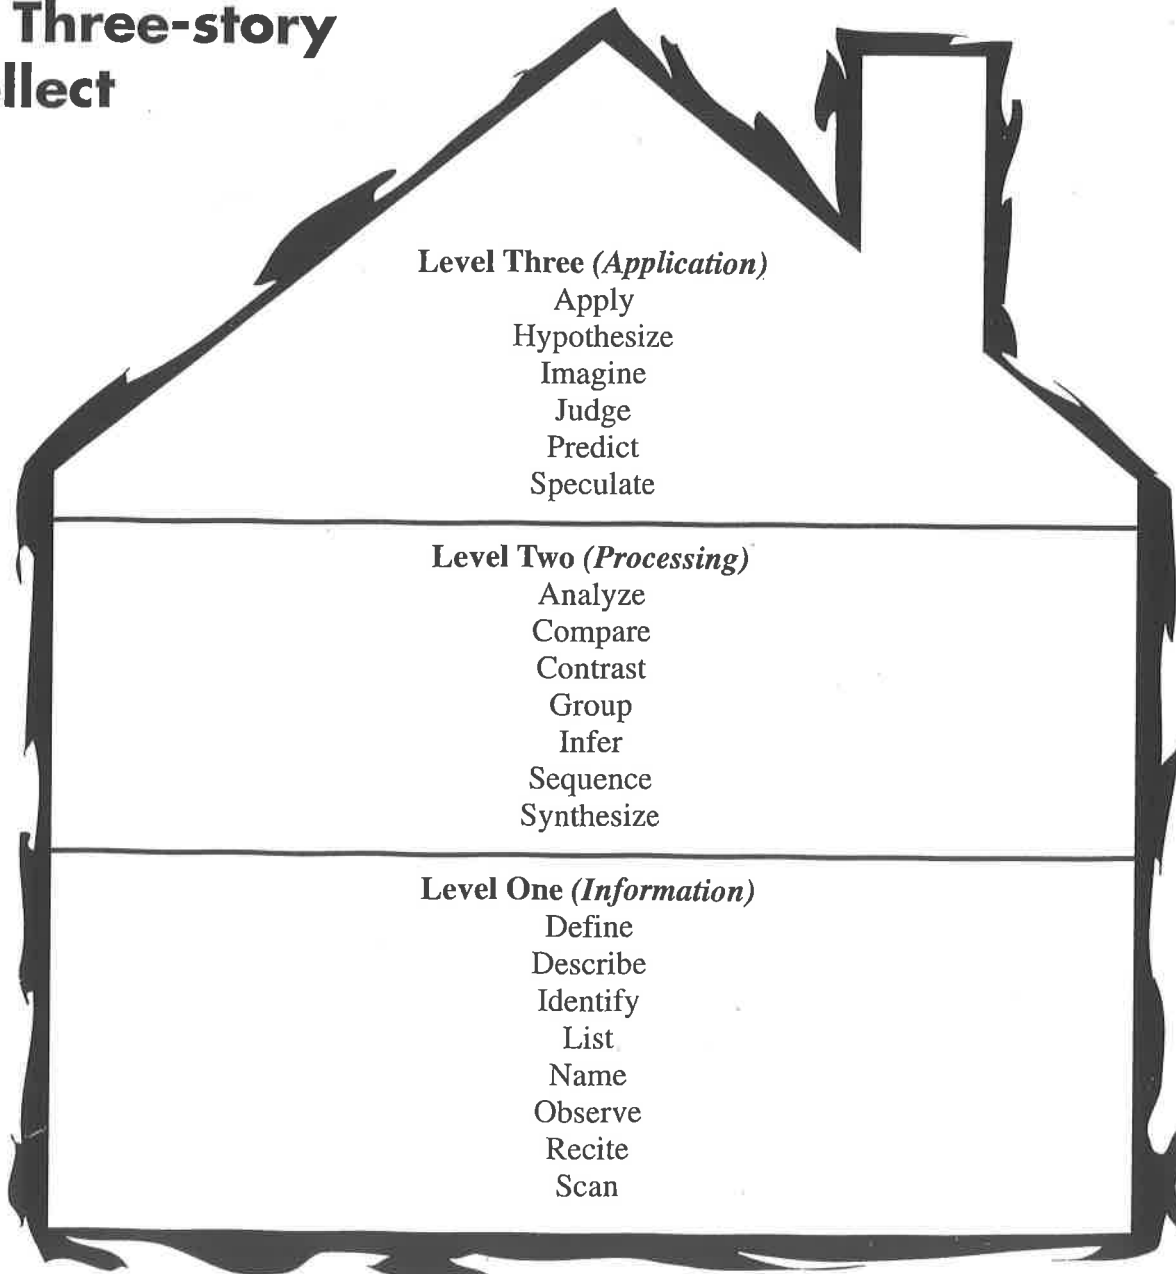 Three-story
llect
Level Three (Application)
Apply
Hypothesize
Imagine
Judge
Predict
Speculate
Level Two (Processing)
Analyze
Compare
Contrast
Group
Infer
Sequence
Synthesize
Level One (Information)
Define
Describe
Identify
List
Name
Observe
Recite
Scan